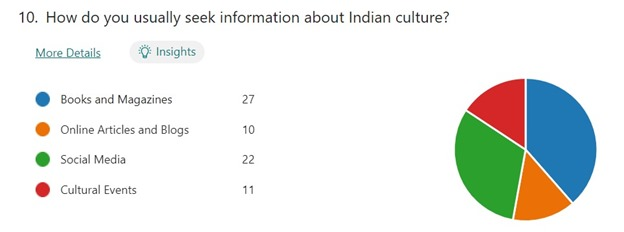 10. How do you usually seek information about Indian culture?
More Details
Insights
Books and Magazines 27
Online Articles and Blogs 10
Social Media 22
Cultural Events 11